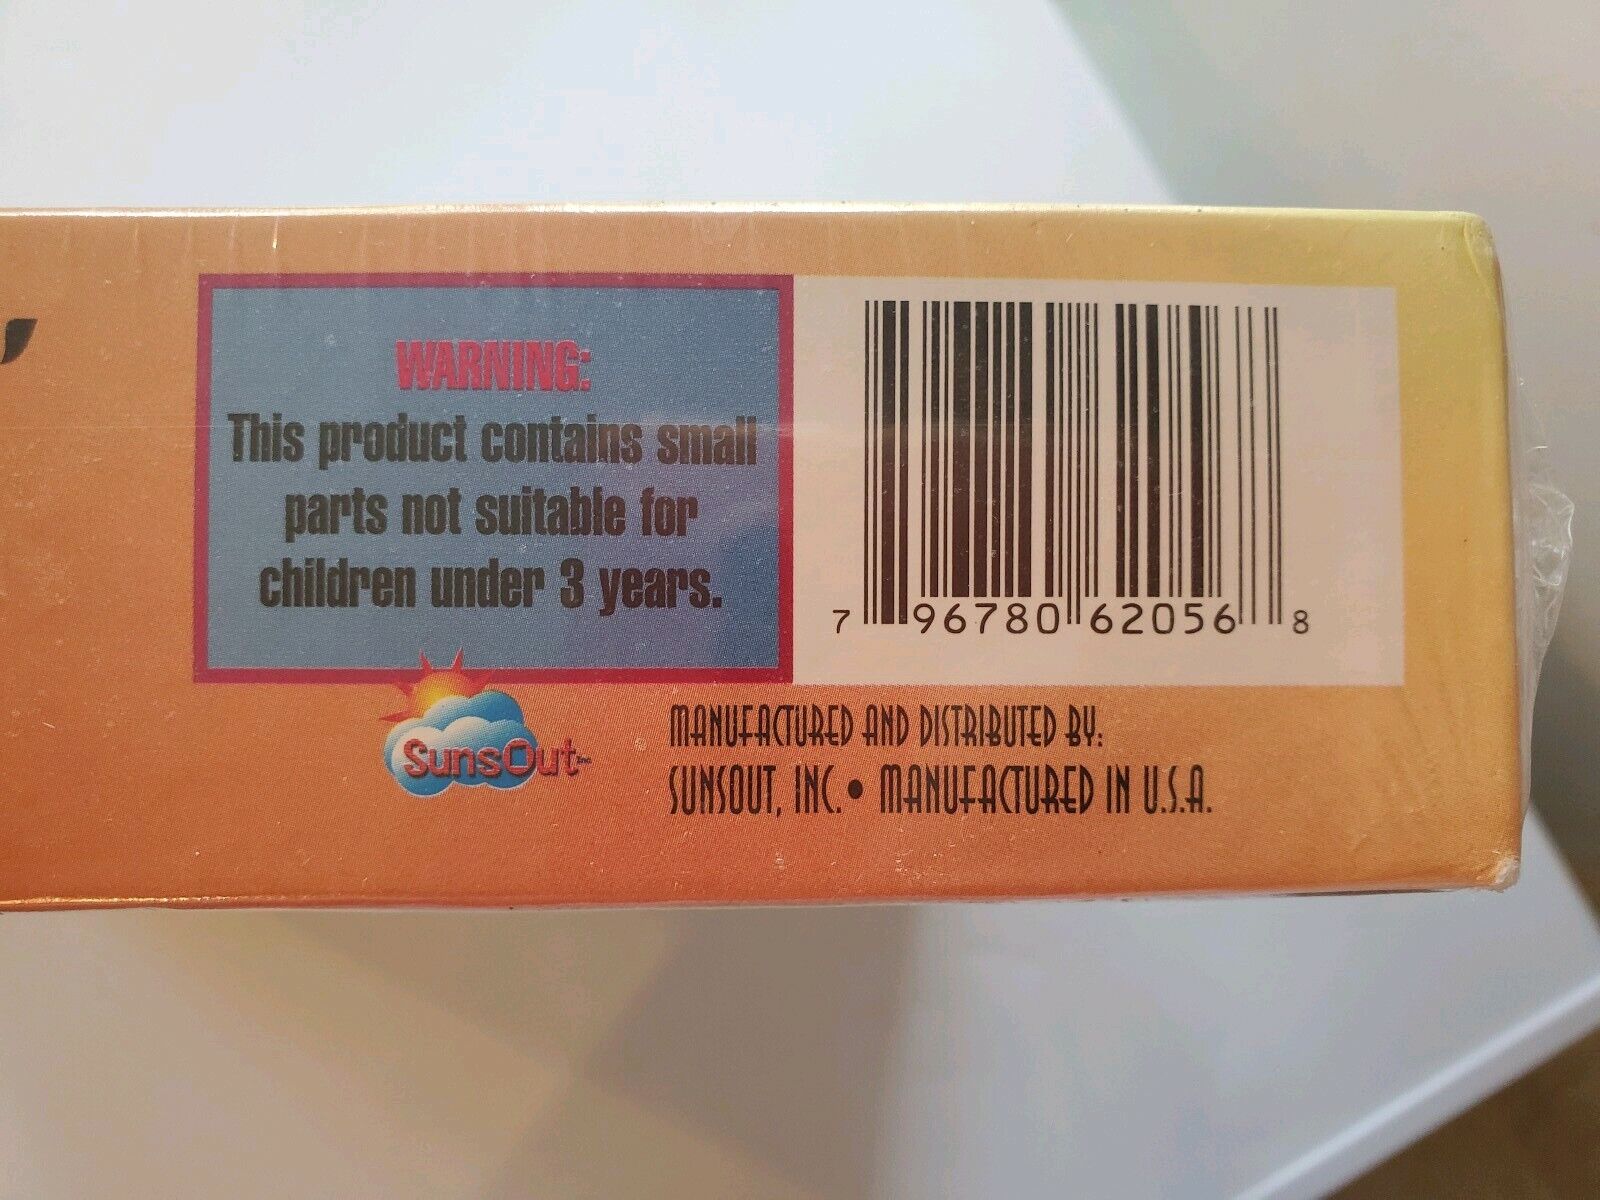 WARNING:
This product contains small
parts not suitable for
children under 3 years.
7 96780 62056 8
SunsOut Inc
MANUFACTURED AND DISTRIBUTED BY:
SUNSOUT, INC. • MANUFACTURED IN U.S.A.